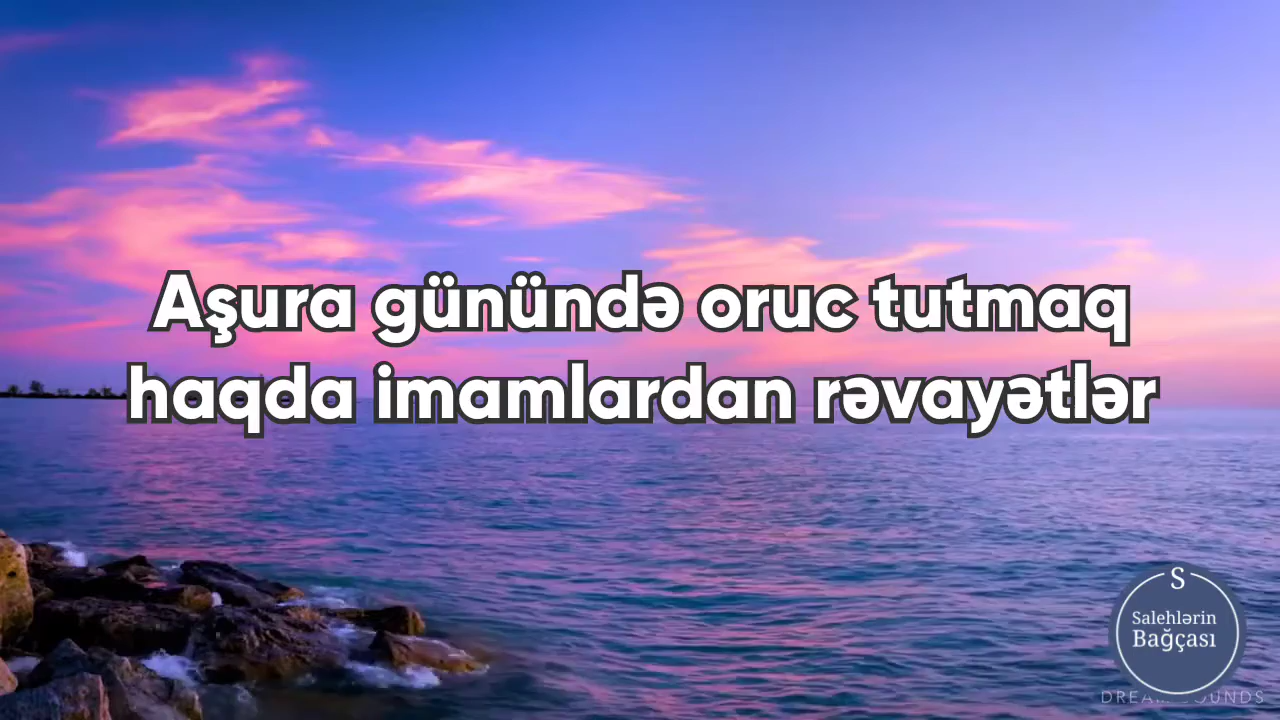 Aşura günündə oruc tutmaq
haqda imamlardan rəvayətlər
S
Salehlərin
Bağçası